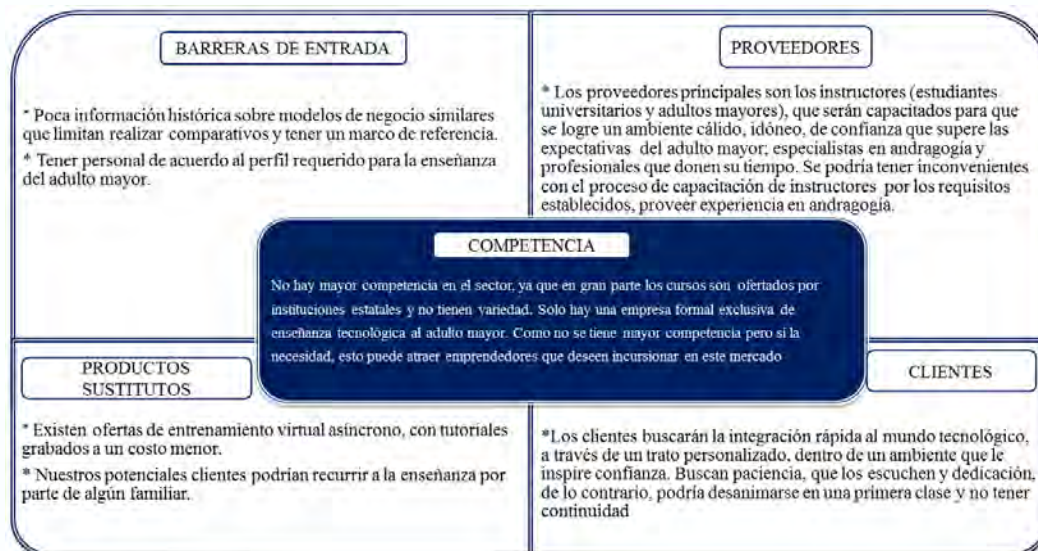 BARRERAS DE ENTRADA
* Poca información histórica sobre modelos de negocio similares
que limitan realizar comparativos y tener un marco de referencia.
* Tener personal de acuerdo al perfil requerido para la enseñanza
del adulto mayor.
PROVEEDORES
* Los proveedores principales son los instructores (estudiantes
universitarios y adultos mayores), que serán capacitados para que
se logre un ambiente cálido, idóneo, de confianza que supere las
expectativas del adulto mayor; especialistas en andragogía y
profesionales que donen su tiempo. Se podría tener inconvenientes
con el proceso de capacitación de instructores por los requisitos
establecidos, proveer experiencia en andragogía.
COMPETENCIA
No hay mayor competencia en el sector, ya que en gran parte los cursos son ofertados por
instituciones estatales y no tienen variedad. Solo hay una empresa formal exclusiva de
enseñanza tecnológica al adulto mayor. Como no se tiene mayor competencia pero si la
necesidad, esto puede atraer emprendedores que deseen incursionar en este mercado
PRODUCTOS
SUSTITUTOS
* Existen ofertas de entrenamiento virtual asíncrono, con tutoriales
grabados a un costo menor.
* Nuestros potenciales clientes podrían recurrir a la enseñanza por
parte de algún familiar.
CLIENTES
*Los clientes buscarán la integración rápida al mundo tecnológico,
a través de un trato personalizado, dentro de un ambiente que le
inspire confianza. Buscan paciencia, que los escuchen y dedicación,
de lo contrario, podría desanimarse en una primera clase y no tener
continuidad